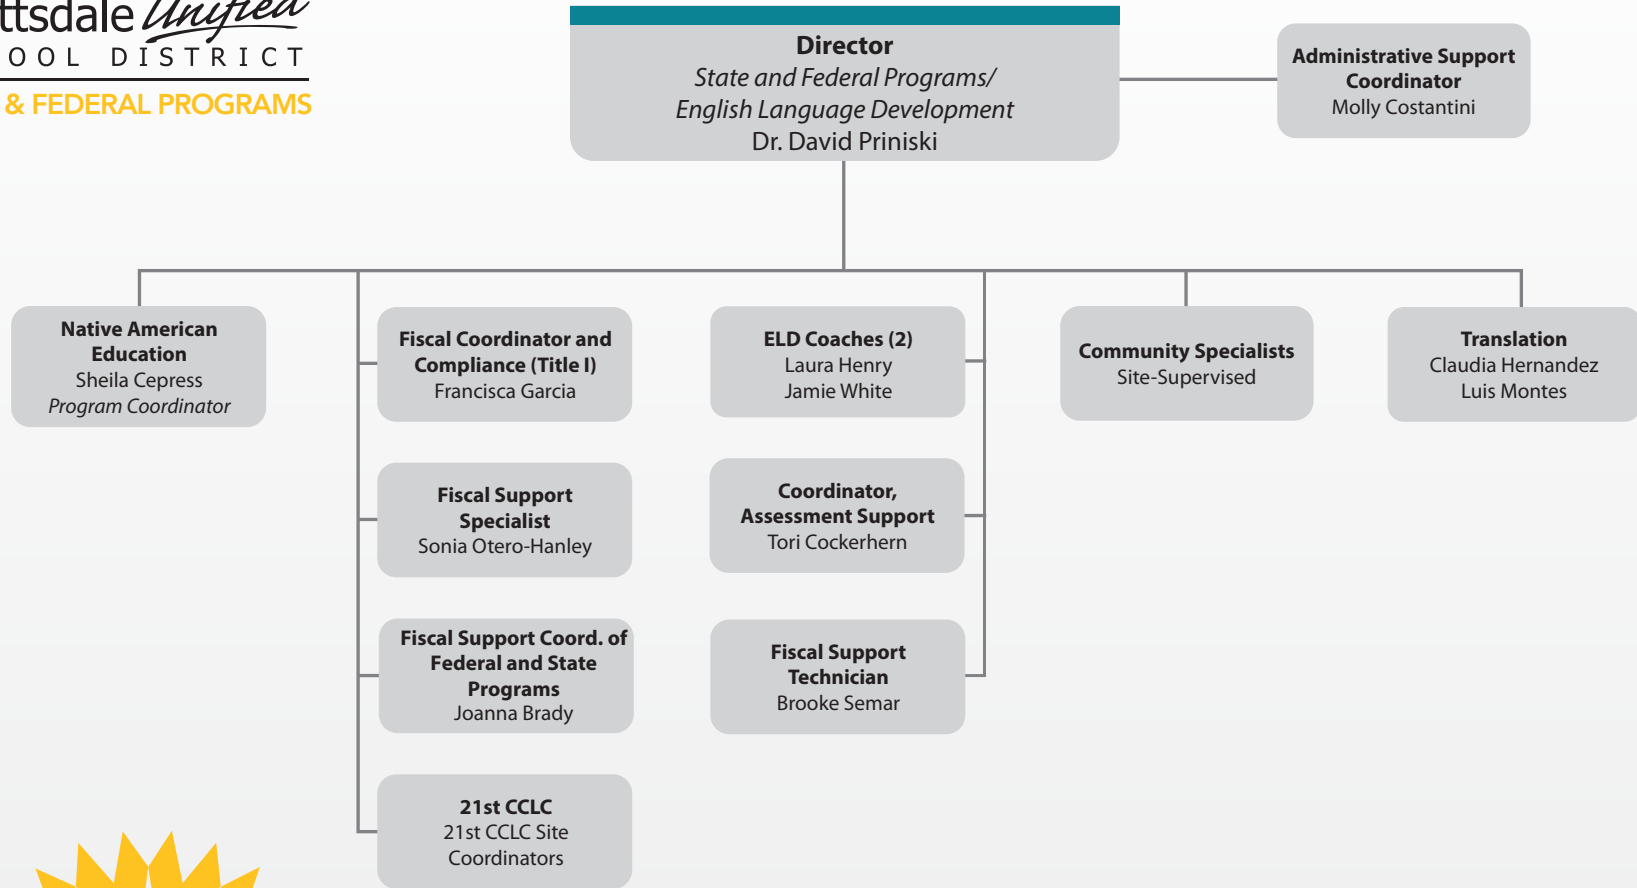 Unified
DISTRICT
& FEDERAL PROGRAMS
Director
State and Federal Programs/
English Language Development
Dr. David Priniski
Administrative Support
Coordinator
Molly Costantini
Native American
Education
Sheila Cepress
Program Coordinator
Fiscal Coordinator and
Compliance (Title I)
Francisca Garcia
Fiscal Support
Specialist
Sonia Otero-Hanley
Fiscal Support Coord. of
Federal and State
Programs
Joanna Brady
21st CCLC
21st CCLC Site
Coordinators
ELD Coaches (2)
Laura Henry
Jamie White
Coordinator,
Assessment Support
Tori Cockerhern
Fiscal Support
Technician
Brooke Semar
Community Specialists
Site-Supervised
Translation
Claudia Hernandez
Luis Montes